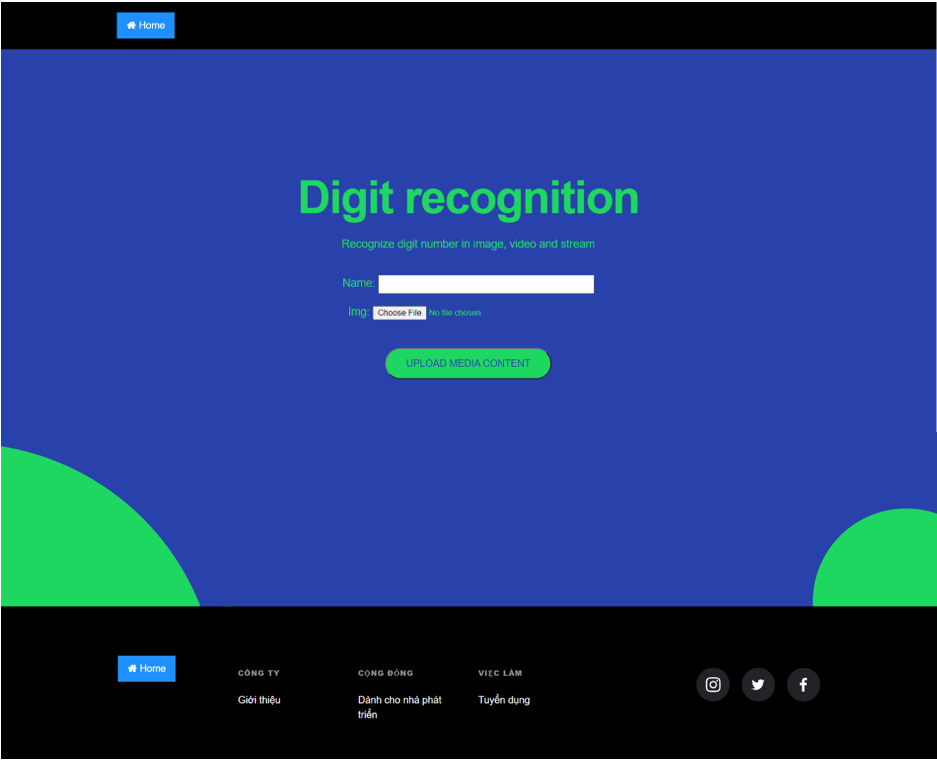 Home
Digit recognition
Recognize digit number in image, video and stream
Name:
Img: Choose File No file chosen
UPLOAD MEDIA CONTENT
Home
CÔNG TY
Giới thiệu
CỘNG ĐỒNG
Dành cho nhà phát
triển
VIỆC LÀM
Tuyển dụng